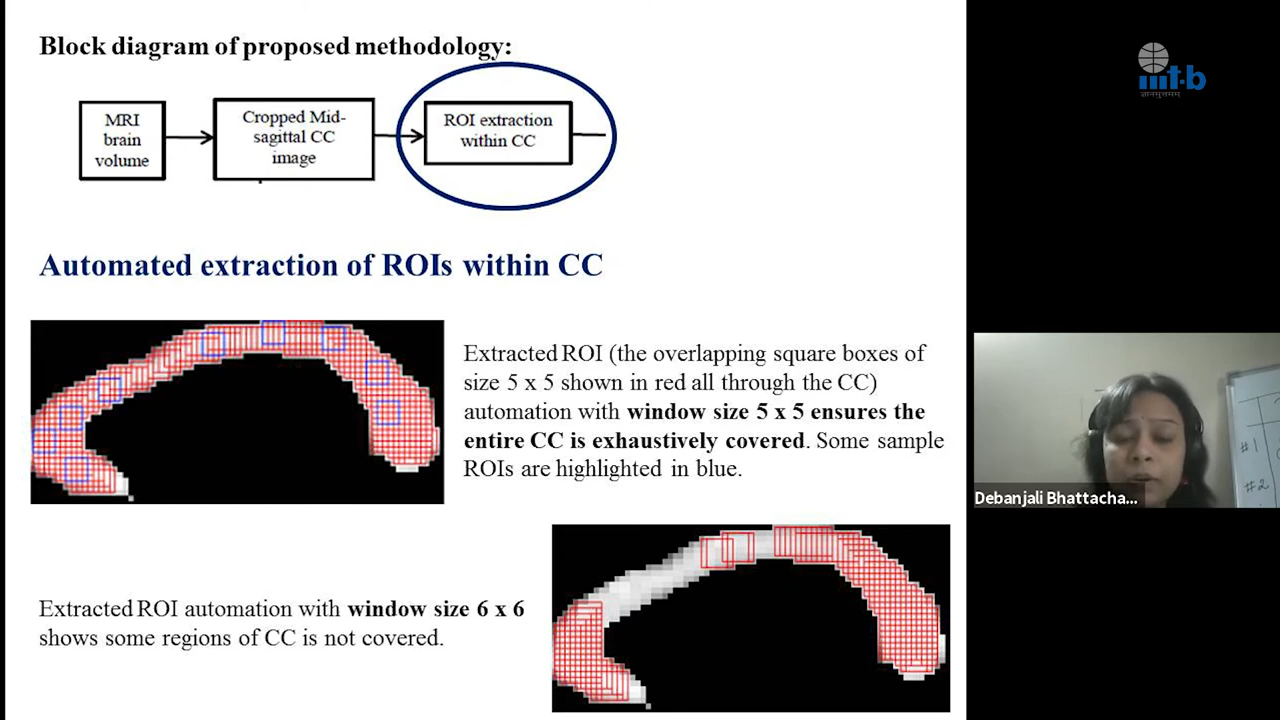 Block diagram of proposed methodology:
MRI
brain
volume
Cropped Mid-
sagittal CC
image
ROI extraction
within CC
Automated extraction of ROIs within CC
Extracted ROI (the overlapping square boxes of
size 5 x 5 shown in red all through the CC)
automation with window size 5 x 5 ensures the
entire CC is exhaustively covered. Some sample
ROIs are highlighted in blue.
Extracted ROI automation with window size 6 x 6
shows some regions of CC is not covered.
iiit-b
ज्ञानमुत्तमम्
#1
#2
Debanjali Bhattacha...